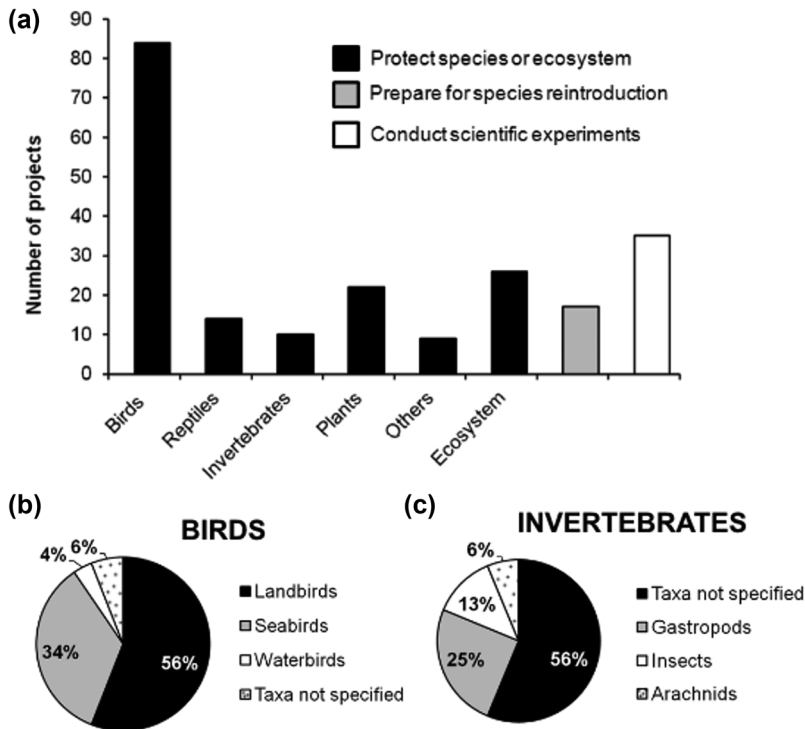 (a)
90
80
70
60
50
40
30
20
10
0
Number of projects
Protect species or ecosystem
Prepare for species reintroduction
Conduct scientific experiments
Birds
Reptiles
Invertebrates
Plants
Others
Ecosystem
(b)
BIRDS
4%
6%
34%
56%
Landbirds
Seabirds
Waterbirds
Taxa not specified
(c)
INVERTEBRATES
6%
13%
25%
56%
Taxa not specified
Gastropods
Insects
Arachnids